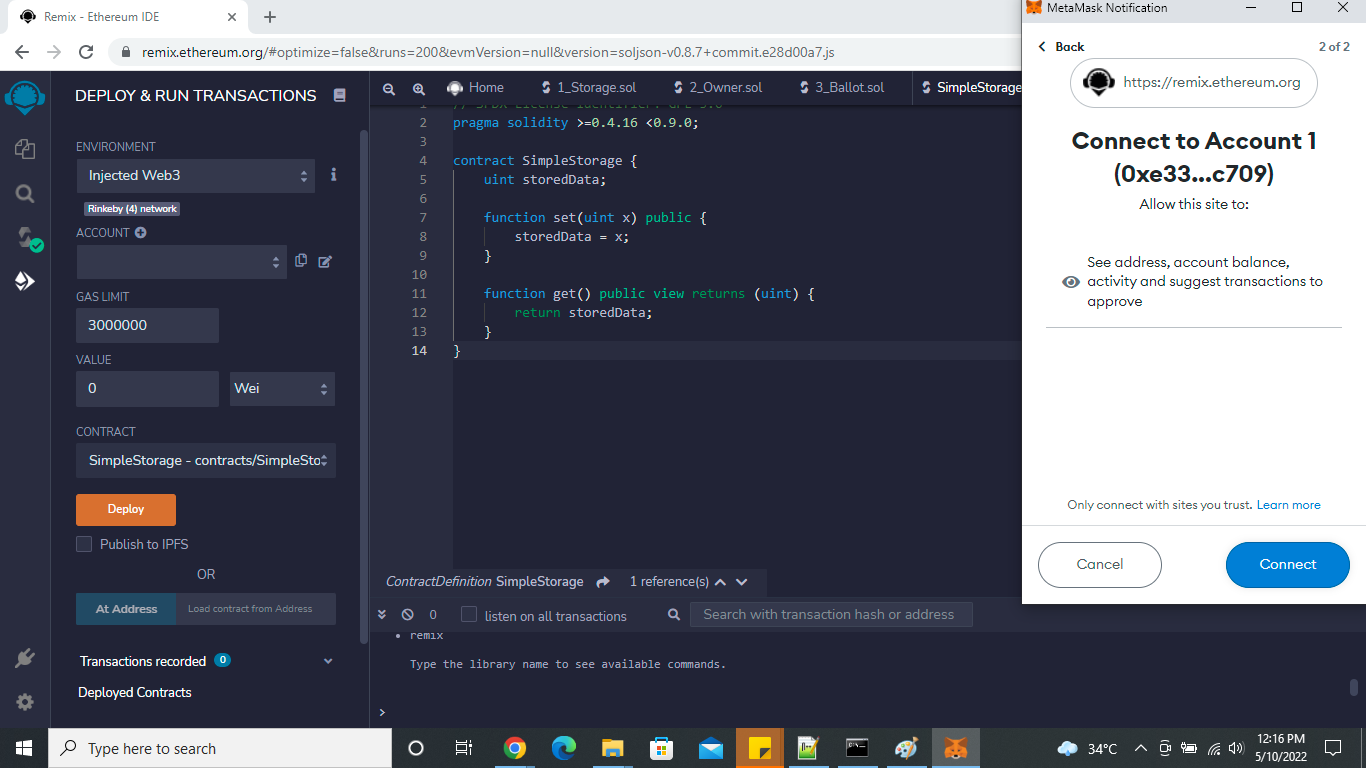 Remix - Ethereum IDE
remix.ethereum.org/#optimize=false&runs=200&evmVersion=null&version=soljson-v0.8.7+commit.e28d00a7.js
DEPLOY & RUN TRANSACTIONS
ENVIRONMENT
Injected Web3
Rinkeby (4) network
ACCOUNT
GAS LIMIT
3000000
VALUE
0 Wei
CONTRACT
SimpleStorage - contracts/SimpleSto
Deploy
Publish to IPFS
OR
At Address Load contract from Address
Transactions recorded 0
Deployed Contracts
Home 1_Storage.sol 2_Owner.sol 3_Ballot.sol SimpleStorage
1 // SPDX-License-Identifier: GPL-3.0
2 pragma solidity >=0.4.16 <0.9.0;
3
4 contract SimpleStorage {
5 uint storedData;
6
7 function set(uint x) public {
8 storedData = x;
9 }
10
11 function get() public view returns (uint) {
12 return storedData;
13 }
14 }
ContractDefinition SimpleStorage 1 reference(s)
0 listen on all transactions Search with transaction hash or address
• remix
Type the library name to see available commands.
>
MetaMask Notification
Back 2 of 2
https://remix.ethereum.org
Connect to Account 1
(0xe33...c709)
Allow this site to:
See address, account balance,
activity and suggest transactions to
approve
Only connect with sites you trust. Learn more
Cancel Connect
Type here to search
34°C
12:16 PM
5/10/2022